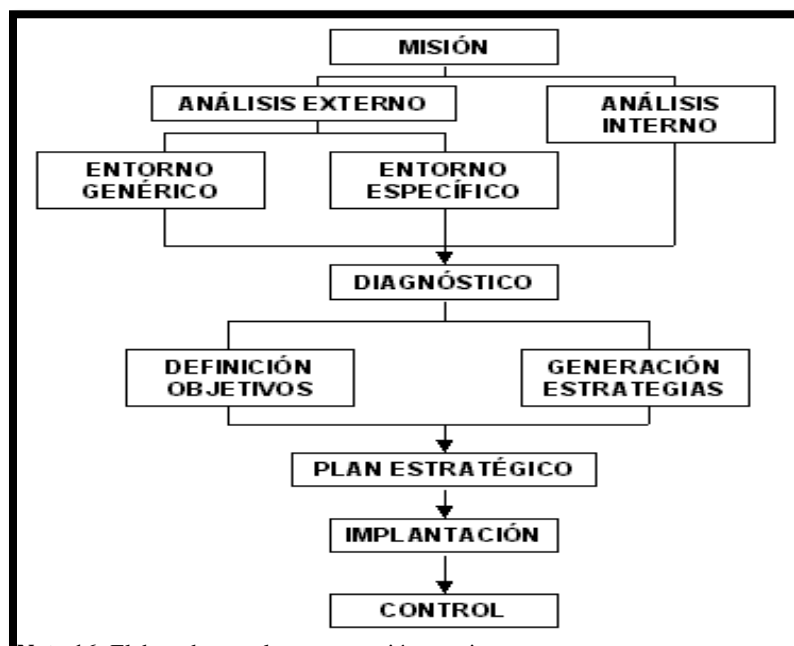 MISIÓN
ANÁLISIS EXTERNO
ANÁLISIS
INTERNO
ENTORNO
GENÉRICO
ENTORNO
ESPECÍFICO
DIAGNÓSTICO
DEFINICIÓN
OBJETIVOS
GENERACIÓN
ESTRATEGIAS
PLAN ESTRATÉGICO
IMPLANTACIÓN
CONTROL